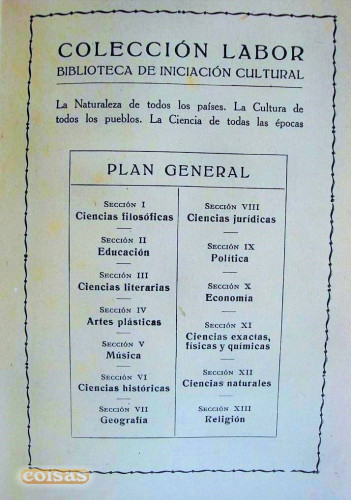 COLECCIÓN LABOR
BIBLIOTECA DE INICIACIÓN CULTURAL
La Naturaleza de todos los países. La Cultura de
todos los pueblos. La Ciencia de todas las épocas
PLAN GENERAL
SECCIÓN I
Ciencias filosóficas
SECCIÓN II
Educación
SECCIÓN III
Ciencias literarias
SECCIÓN IV
Artes plásticas
SECCIÓN V
Música
SECCIÓN VI
Ciencias históricas
SECCIÓN VII
Geografía
SECCIÓN VIII
Ciencias jurídicas
SECCIÓN IX
Política
SECCIÓN X
Economía
SECCIÓN XI
Ciencias exactas,
físicas y químicas
SECCIÓN XII
Ciencias naturales
SECCIÓN XIII
Religión
coisas